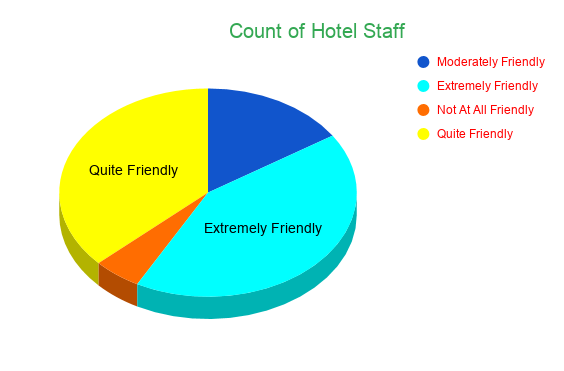 Count of Hotel Staff
Moderately Friendly
Extremely Friendly
Not At All Friendly
Quite Friendly
Quite Friendly
Extremely Friendly